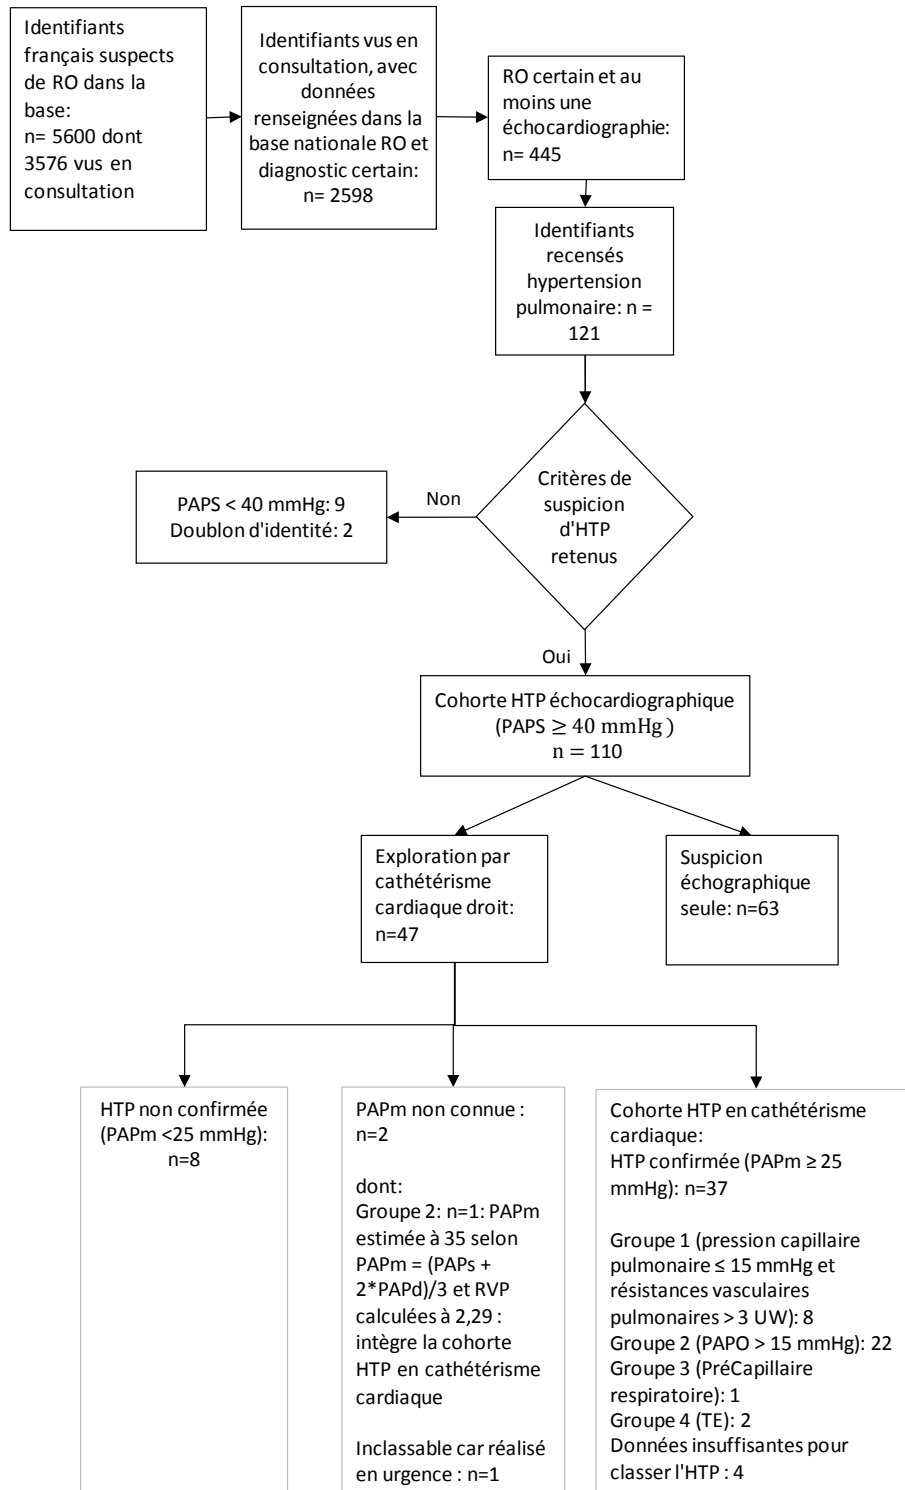 Identifiants
français suspects
de RO dans la
base:
n= 5600 dont
3576 vus en
consultation
Identifiants vus en
consultation, avec
données
renseignées dans la
base nationale RO et
diagnostic certain:
n= 2598
RO certain et au
moins une
échocardiographie:
n= 445
Identifiants
recensés
hypertension
pulmonaire: n =
121
Critères de
suspicion
d'HTP
retenus
Non
PAPS < 40 mmHg: 9
Doublon d'identité: 2
Oui
Cohorte HTP échocardiographique
(PAPS ≥ 40 mmHg )
n = 110
Exploration par
cathétérisme
cardiaque droit:
n=47
Suspicion
échographique
seule: n=63
HTP non confirmée
(PAPm <25 mmHg):
n=8
PAPm non connue :
n=2
dont:
Groupe 2: n=1: PAPm
estimée à 35 selon
PAPm = (PAPs +
2*PAPd)/3 et RVP
calculées à 2,29 :
intègre la cohorte
HTP en cathétérisme
cardiaque
Inclassable car réalisé
en urgence : n=1
Cohorte HTP en cathétérisme
cardiaque:
HTP confirmée (PAPm ≥ 25
mmHg): n=37
Groupe 1 (pression capillaire
pulmonaire ≤ 15 mmHg et
résistances vasculaires
pulmonaires > 3 UW): 8
Groupe 2 (PAPO > 15 mmHg): 22
Groupe 3 (PréCapillaire
respiratoire): 1
Groupe 4 (TE): 2
Données insuffisantes pour
classer l'HTP : 4